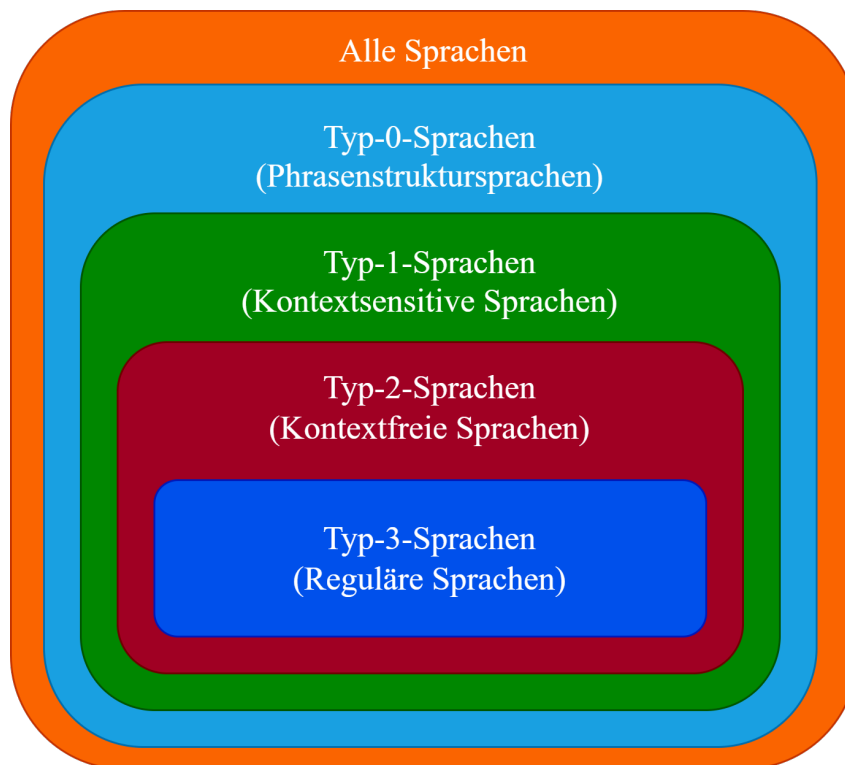 Alle Sprachen
Typ-0-Sprachen
(Phrasenstruktursprachen)
Typ-1-Sprachen
(Kontextsensitive Sprachen)
Typ-2-Sprachen
(Kontextfreie Sprachen)
Typ-3-Sprachen
(Reguläre Sprachen)